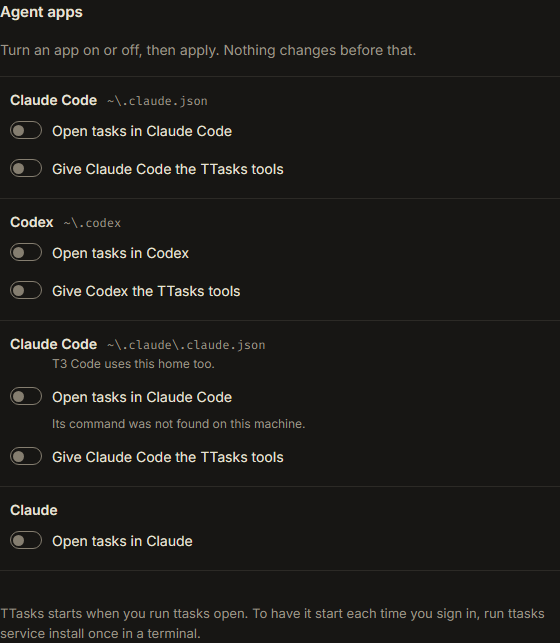 Agent apps
Turn an app on or off, then apply. Nothing changes before that.
Claude Code ~\.claude.json
Open tasks in Claude Code
Give Claude Code the TTasks tools
Codex ~\.codex
Open tasks in Codex
Give Codex the TTasks tools
Claude Code ~\.claude\.claude.json
T3 Code uses this home too.
Open tasks in Claude Code
Its command was not found on this machine.
Give Claude Code the TTasks tools
Claude
Open tasks in Claude
TTasks starts when you run ttasks open. To have it start each time you sign in, run ttasks
service install once in a terminal.